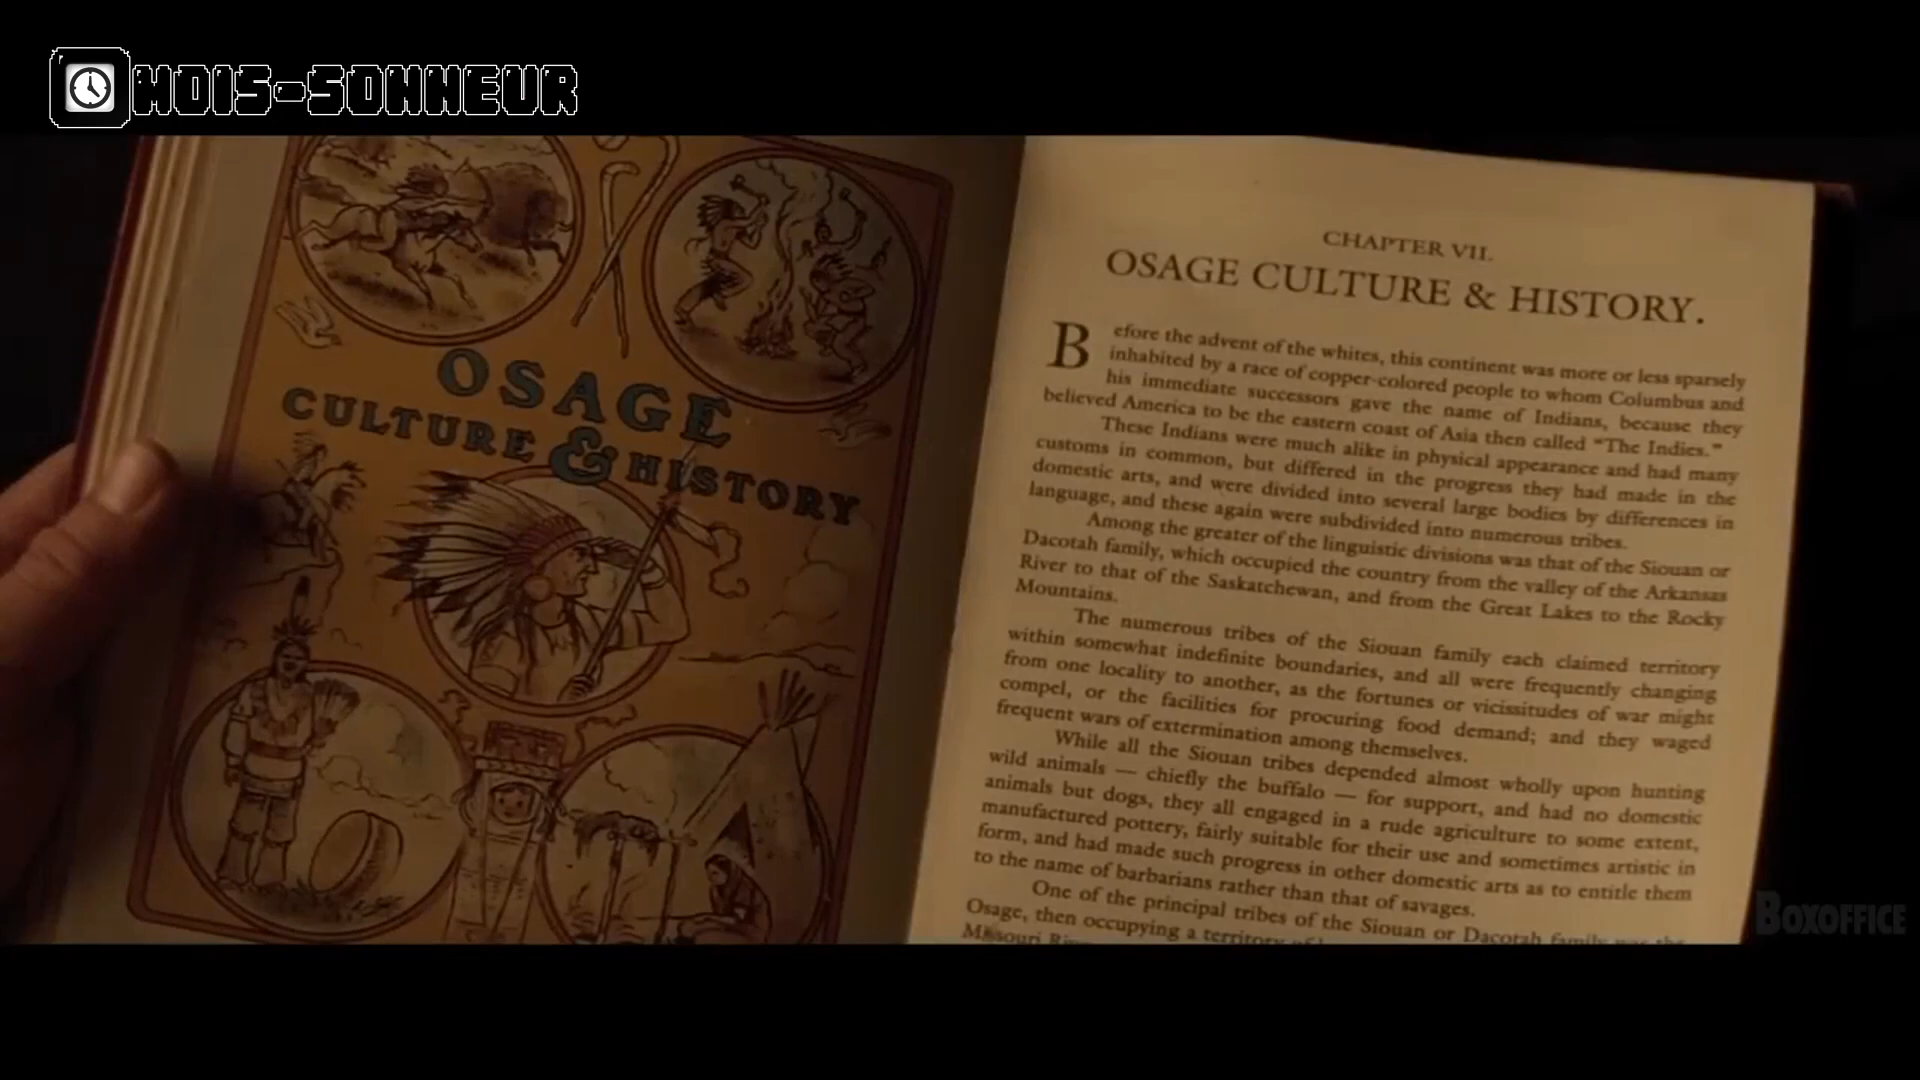 MOIS-SONNEUR
OSAGE
CULTURE & HISTORY
CHAPTER VII.
OSAGE CULTURE & HISTORY.
Before the advent of the whites, this continent was more or less sparsely
inhabited by a race of copper-colored people to whom Columbus and
his immediate successors gave the name of Indians, because they
believed America to be the eastern coast of Asia then called "The Indies."
These Indians were much alike in physical appearance and had many
customs in common, but differed in the progress they had made in the
domestic arts, and were divided into several large bodies by differences in
language, and these again were subdivided into numerous tribes.
Among the greater of the linguistic divisions was that of the Siouan or
Dacotah family, which occupied the country from the valley of the Arkansas
River to that of the Saskatchewan, and from the Great Lakes to the Rocky
Mountains.
The numerous tribes of the Siouan family each claimed territory
within somewhat indefinite boundaries, and all were frequently changing
from one locality to another, as the fortunes or vicissitudes of war might
compel, or the facilities for procuring food demand; and they waged
frequent wars of extermination among themselves.
While all the Siouan tribes depended almost wholly upon hunting
wild animals — chiefly the buffalo — for support, and had no domestic
animals but dogs, they all engaged in a rude agriculture to some extent,
manufactured pottery, fairly suitable for their use and sometimes artistic in
form, and had made such progress in other domestic arts as to entitle them
to the name of barbarians rather than that of savages.
One of the principal tribes of the Siouan or Dacotah family was the
Osage, then occupying a territory of
Missouri
BOXOFFICE